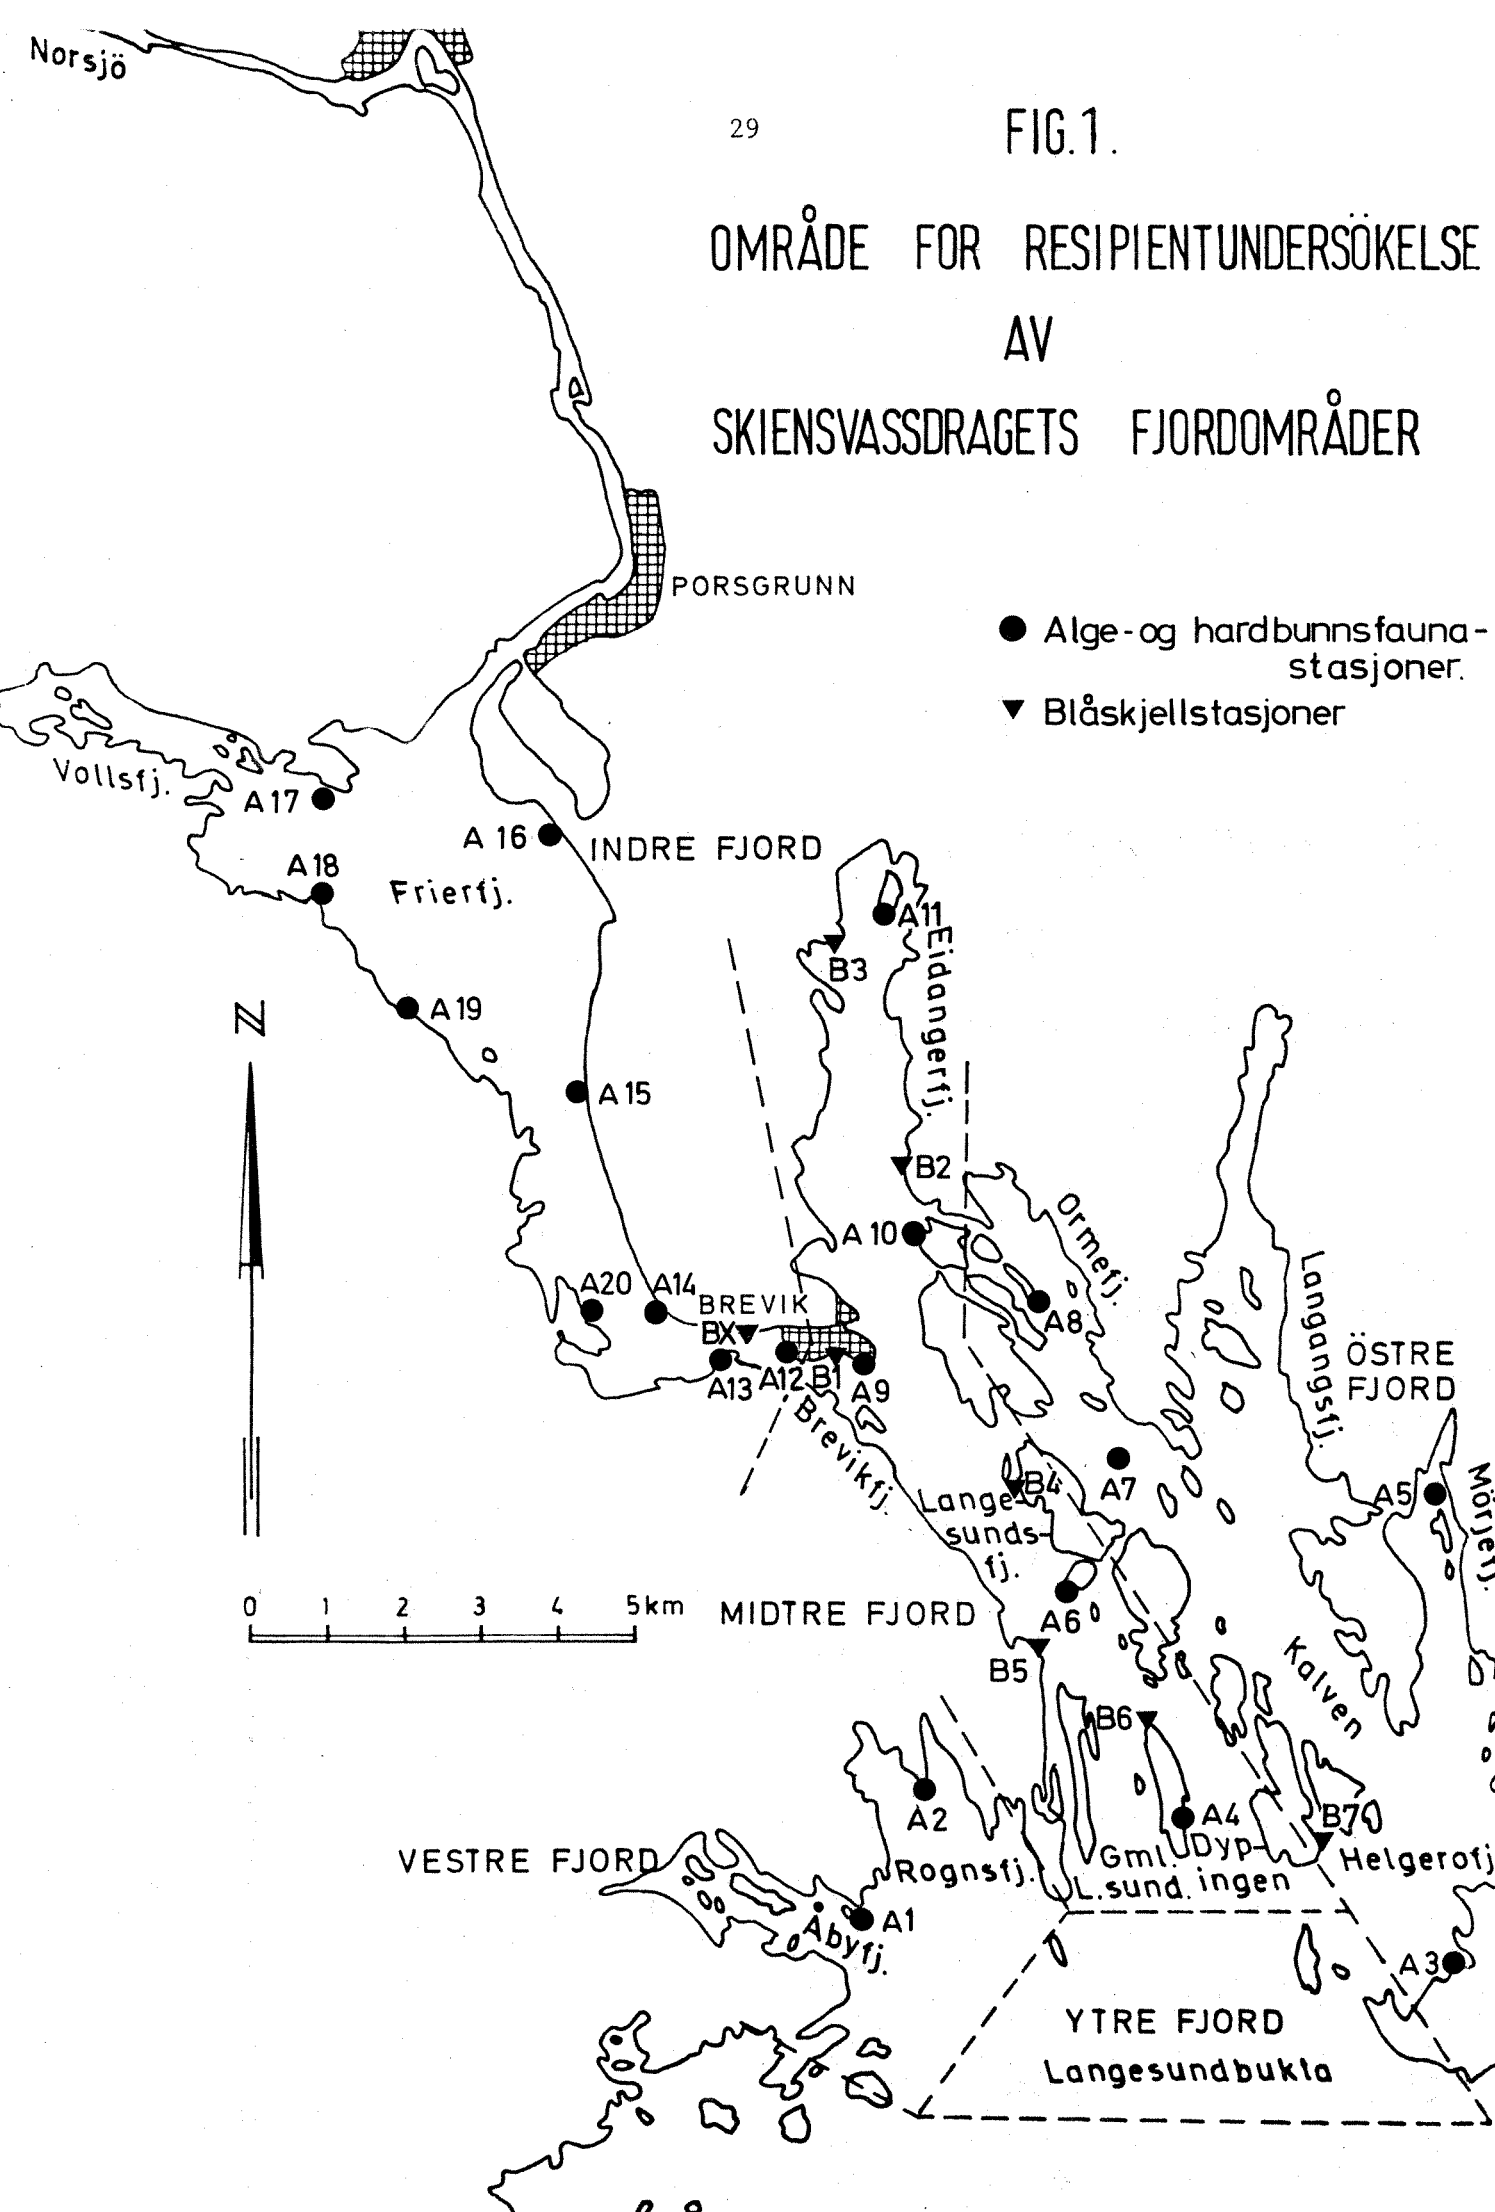 Norsjö
29
FIG.1.
OMRÅDE FOR RESIPIENTUNDERSÖKELSE
AV
SKIENSVASSDRAGETS FJORDOMRÅDER
PORSGRUNN
Alge-og hardbunnsfauna-
stasjoner.
Blåskjellstasjoner
Vollsfj.
A17
A 16
INDRE FJORD
A18
Frierfj.
A11
B3
Eidangerfj.
N
A19
A15
B2
A 10
Ormefj.
Langangsfj.
A20
A14
BREVIK
BX
A8
ÖSTRE
FJORD
A13
A12
B1
A9
Brevikfj.
B4
A7
A5
Mörjefj.
Lange-
sunds-
fj.
0 1 2 3 4 5km
MIDTRE FJORD
A6
B5
Kalven
B6
A2
A4
B7
VESTRE FJORD
Rognsfj.
Gml.
L.sund.
Dyp-
ingen
Helgerofj
A1
Åbyfj.
A3
YTRE FJORD
Langesundbukta